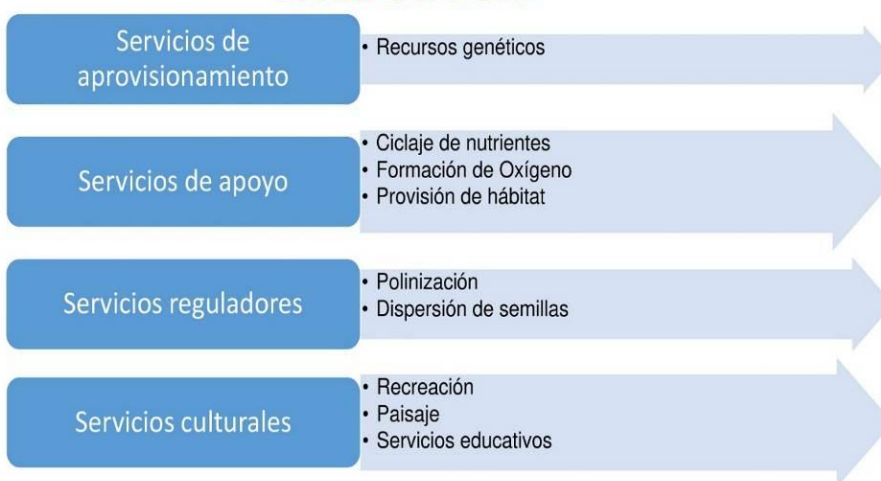 Servicios de
aprovisionamiento
• Recursos genéticos
Servicios de apoyo
• Ciclaje de nutrientes
• Formación de Oxígeno
• Provisión de hábitat
Servicios reguladores
• Polinización
• Dispersión de semillas
Servicios culturales
• Recreación
• Paisaje
• Servicios educativos